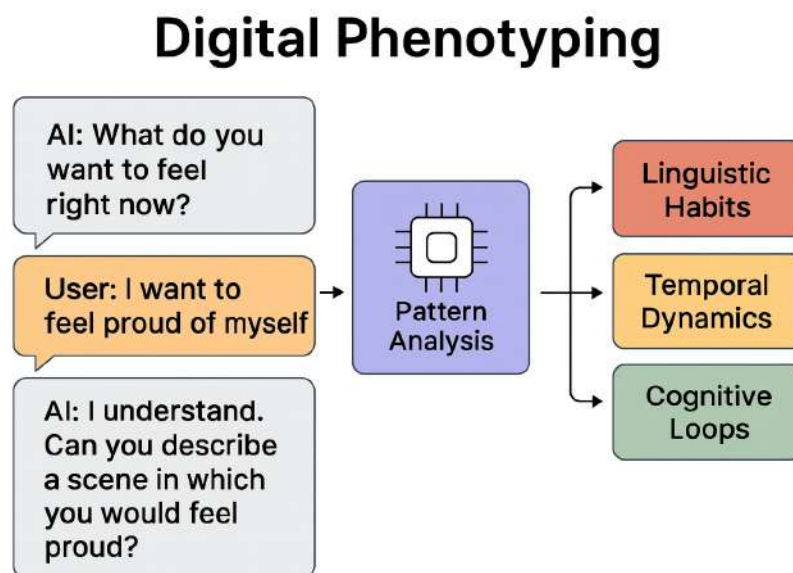 Digital Phenotyping
AI: What do you
want to feel
right now?
User: I want to
feel proud of myself
AI: I understand.
Can you describe
a scene in which
you would feel
proud?
Pattern
Analysis
Linguistic
Habits
Temporal
Dynamics
Cognitive
Loops